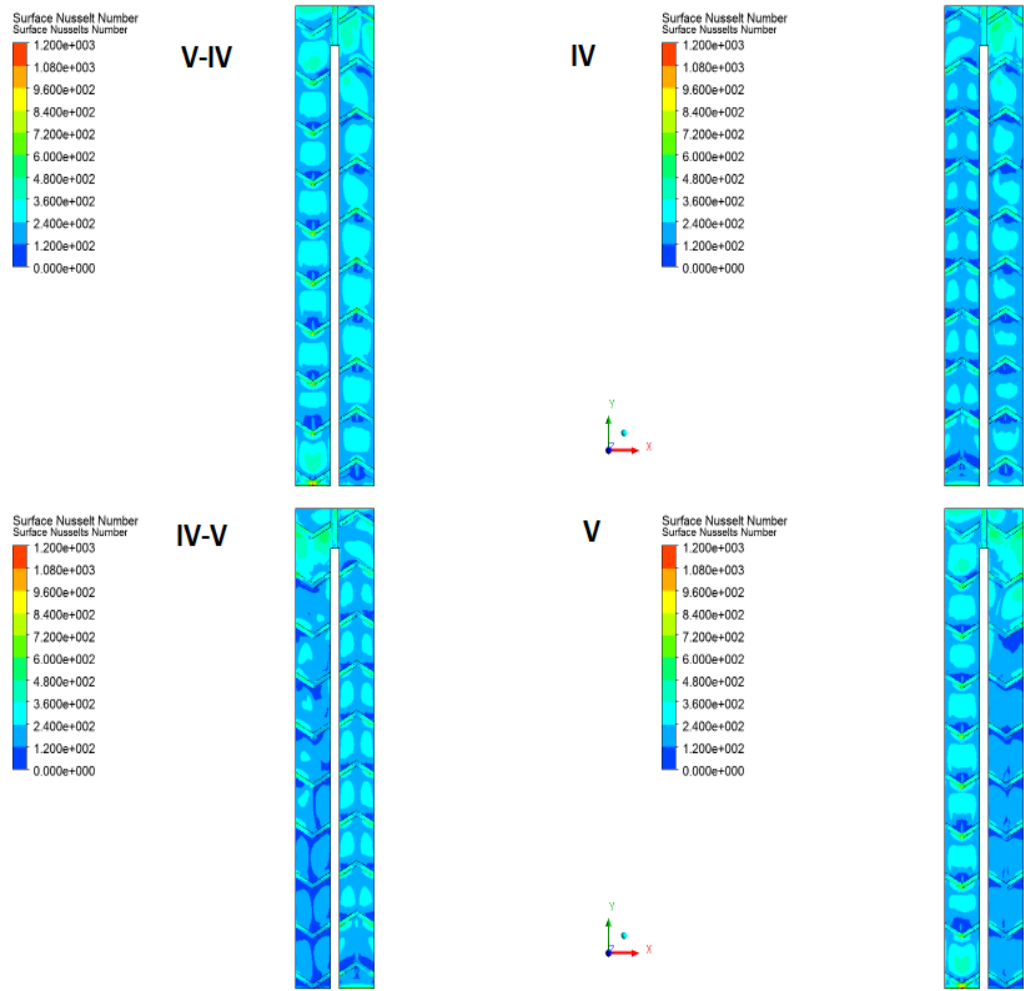 Surface Nusselt Number
Surface Nusselts Number
1.200e+003
1.080e+003
9.600e+002
8.400e+002
7.200e+002
6.000e+002
4.800e+002
3.600e+002
2.400e+002
1.200e+002
0.000e+000
V-IV
IV
Surface Nusselt Number
Surface Nusselts Number
1.200e+003
1.080e+003
9.600e+002
8.400e+002
7.200e+002
6.000e+002
4.800e+002
3.600e+002
2.400e+002
1.200e+002
0.000e+000
Y
Z
X
Surface Nusselt Number
Surface Nusselts Number
1.200e+003
1.080e+003
9.600e+002
8.400e+002
7.200e+002
6.000e+002
4.800e+002
3.600e+002
2.400e+002
1.200e+002
0.000e+000
IV-V
V
Surface Nusselt Number
Surface Nusselts Number
1.200e+003
1.080e+003
9.600e+002
8.400e+002
7.200e+002
6.000e+002
4.800e+002
3.600e+002
2.400e+002
1.200e+002
0.000e+000
Y
Z
X